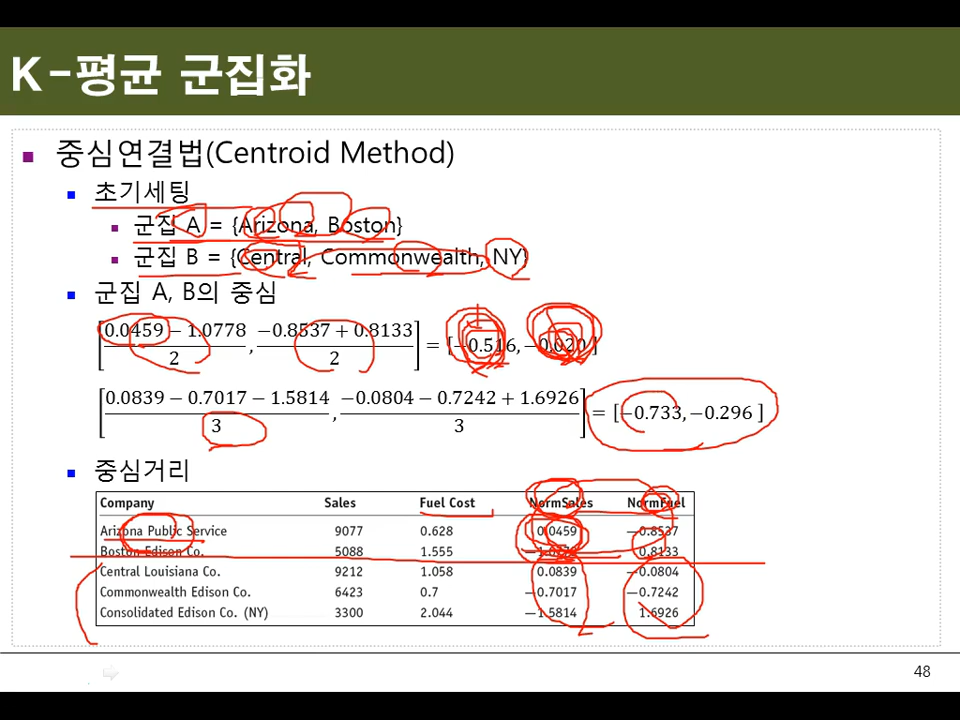 K-평균 군집화
중심연결법(Centroid Method)
초기세팅
군집 A = {Arizona, Boston}
군집 B = {Central, Commonwealth, NY}
군집 A, B의 중심
[(0.0459 − 1.0778)/2, (−0.8537 + 0.8133)/2] = [−0.516, −0.020 ]
[(0.0839 − 0.7017 − 1.5814)/3, (−0.0804 − 0.7242 + 1.6926)/3] = [−0.733, −0.296 ]
중심거리
Company Sales Fuel Cost NormSales NormFuel
Arizona Public Service 9077 0.628 0.0459 −0.8537
Boston Edison Co. 5088 1.555 0.8133
Central Louisiana Co. 9212 1.058 0.0839 −0.0804
Commonwealth Edison Co. 6423 0.7 −0.7017 −0.7242
Consolidated Edison Co. (NY) 3300 2.044 −1.5814 1.6926
48